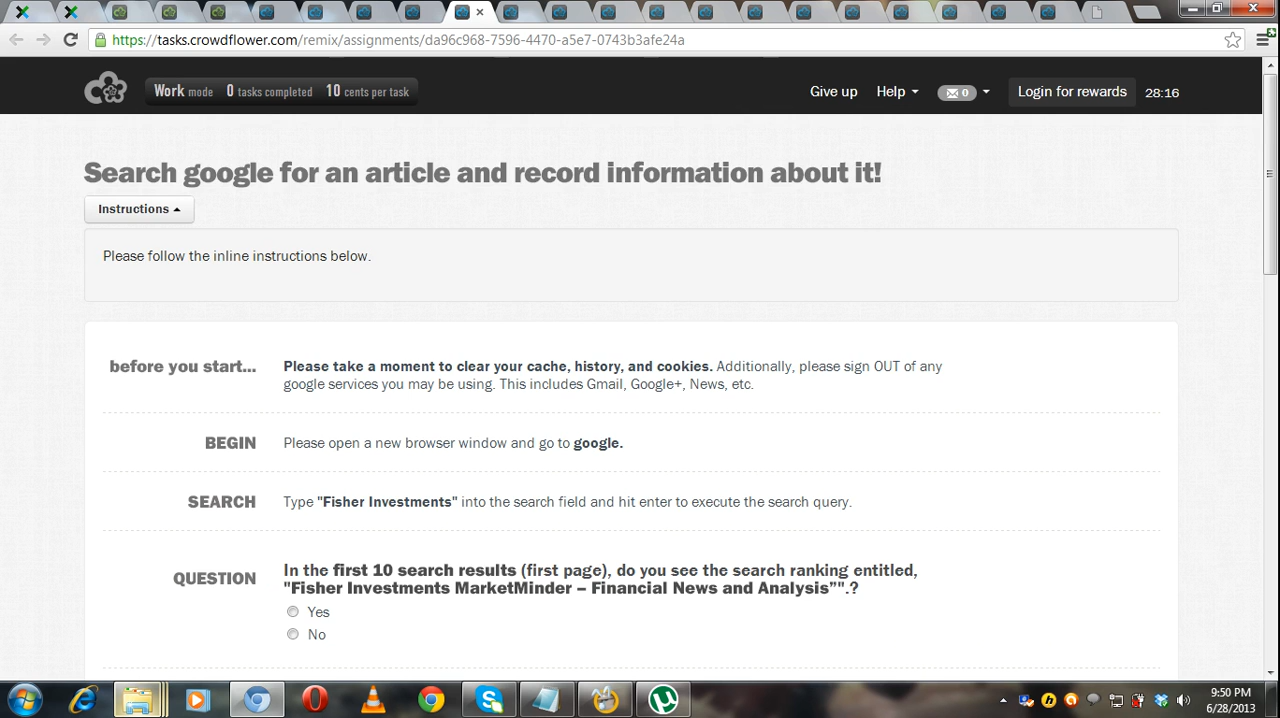 https://tasks.crowdflower.com/remix/assignments/da96c968-7596-4470-a5e7-0743b3afe24a
Work mode 0 tasks completed 10 cents per task
Give up Help 0 Login for rewards 28:16
Search google for an article and record information about it!
Instructions
Please follow the inline instructions below.
before you start... Please take a moment to clear your cache, history, and cookies. Additionally, please sign OUT of any
google services you may be using. This includes Gmail, Google+, News, etc.
BEGIN Please open a new browser window and go to google.
SEARCH Type "Fisher Investments" into the search field and hit enter to execute the search query.
QUESTION In the first 10 search results (first page), do you see the search ranking entitled,
"Fisher Investments MarketMinder – Financial News and Analysis”".?
Yes
No
9:50 PM
6/28/2013